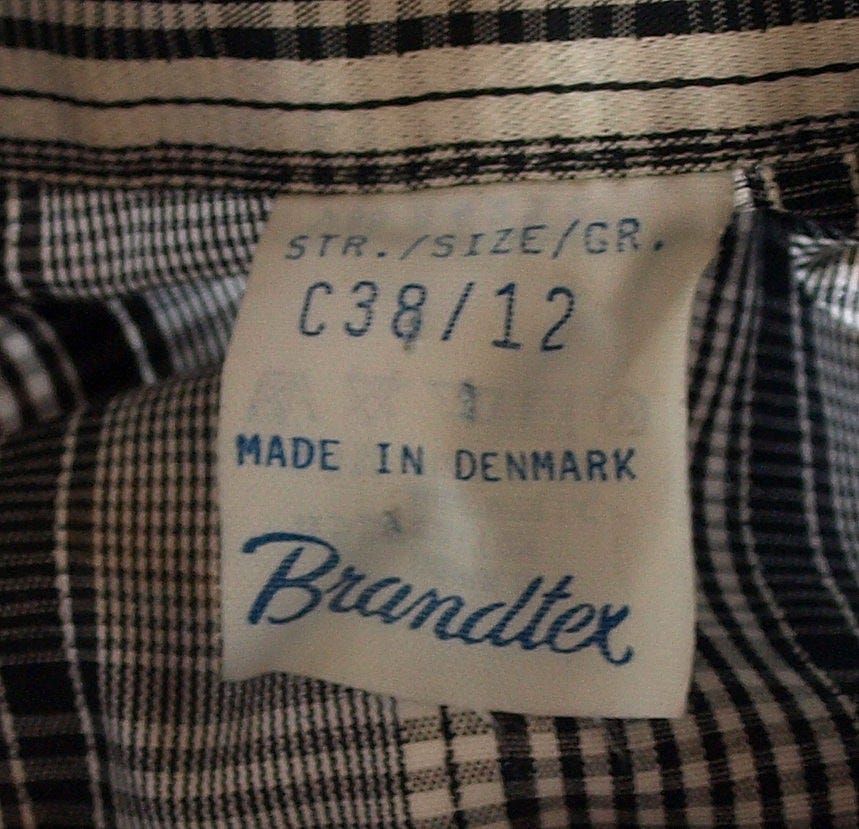 STR./SIZE/GR.
C38/12
MADE IN DENMARK
Brandtex